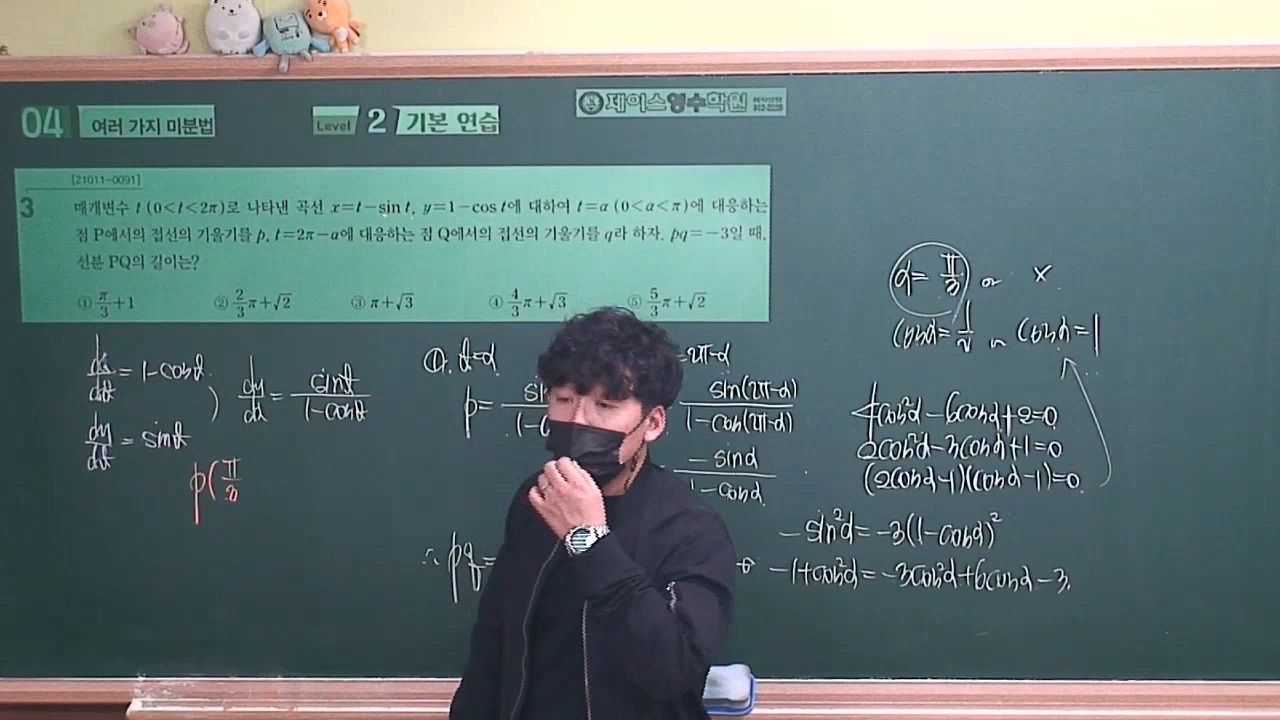 04 여러 가지 미분법
Level 2 기본 연습
제이스영수학원
[21011-0091]
3 매개변수 t (0<t<2π)로 나타낸 곡선 x=t−sin t, y=1−cos t에 대하여 t=α (0<α<π)에 대응하는
점 P에서의 접선의 기울기를 p, t=2π−α에 대응하는 점 Q에서의 접선의 기울기를 q라 하자. pq=−3일 때,
선분 PQ의 길이는?
① π/3+1 ② 2/3π+√2 ③ π+√3 ④ 4/3π+√3 ⑤ 5/3π+√2
α= π/3 or ×
cosα=1/2 or cosα=1
4cos²α−6cosα+2=0
2cos²α−3cosα+1=0
(2cosα−1)(cosα−1)=0
−sin²α=−3(1−cosα)²
−1+cos²α=−3cos²α+6cosα−3
dx/dt = 1−cost
dy/dt = sint
dy/dx = sint/1−cost
①. t=α
p=
=2π−α
sin(2π−α)/1−cos(2π−α)
−sinα/1−cosα
p(π/3
∴ pq=